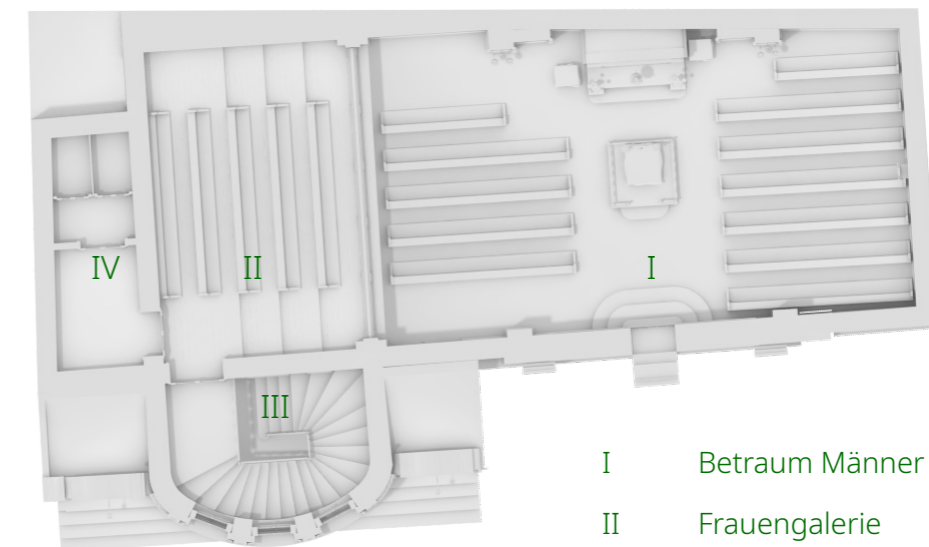 IV
II
I
III
I Betraum Männer
II Frauengalerie